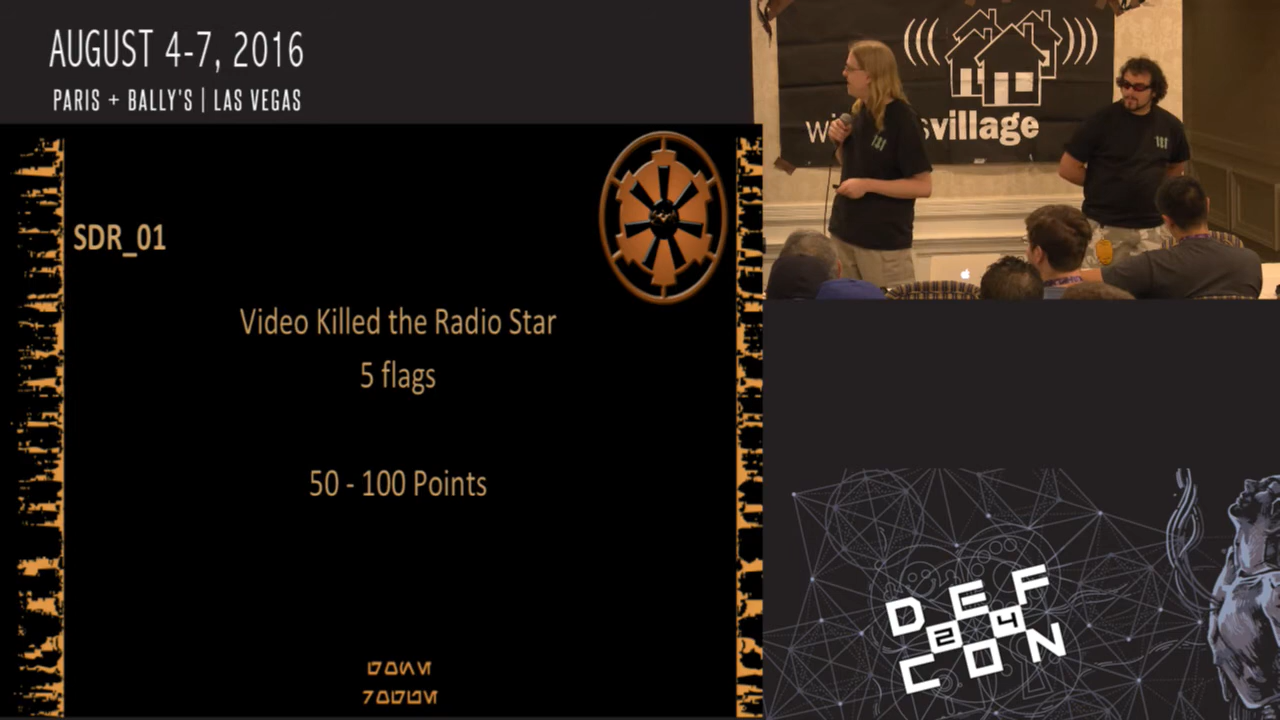 AUGUST 4-7, 2016
PARIS + BALLY'S | LAS VEGAS
village
SDR_01
Video Killed the Radio Star
5 flags
50 - 100 Points
DEF
24
CON